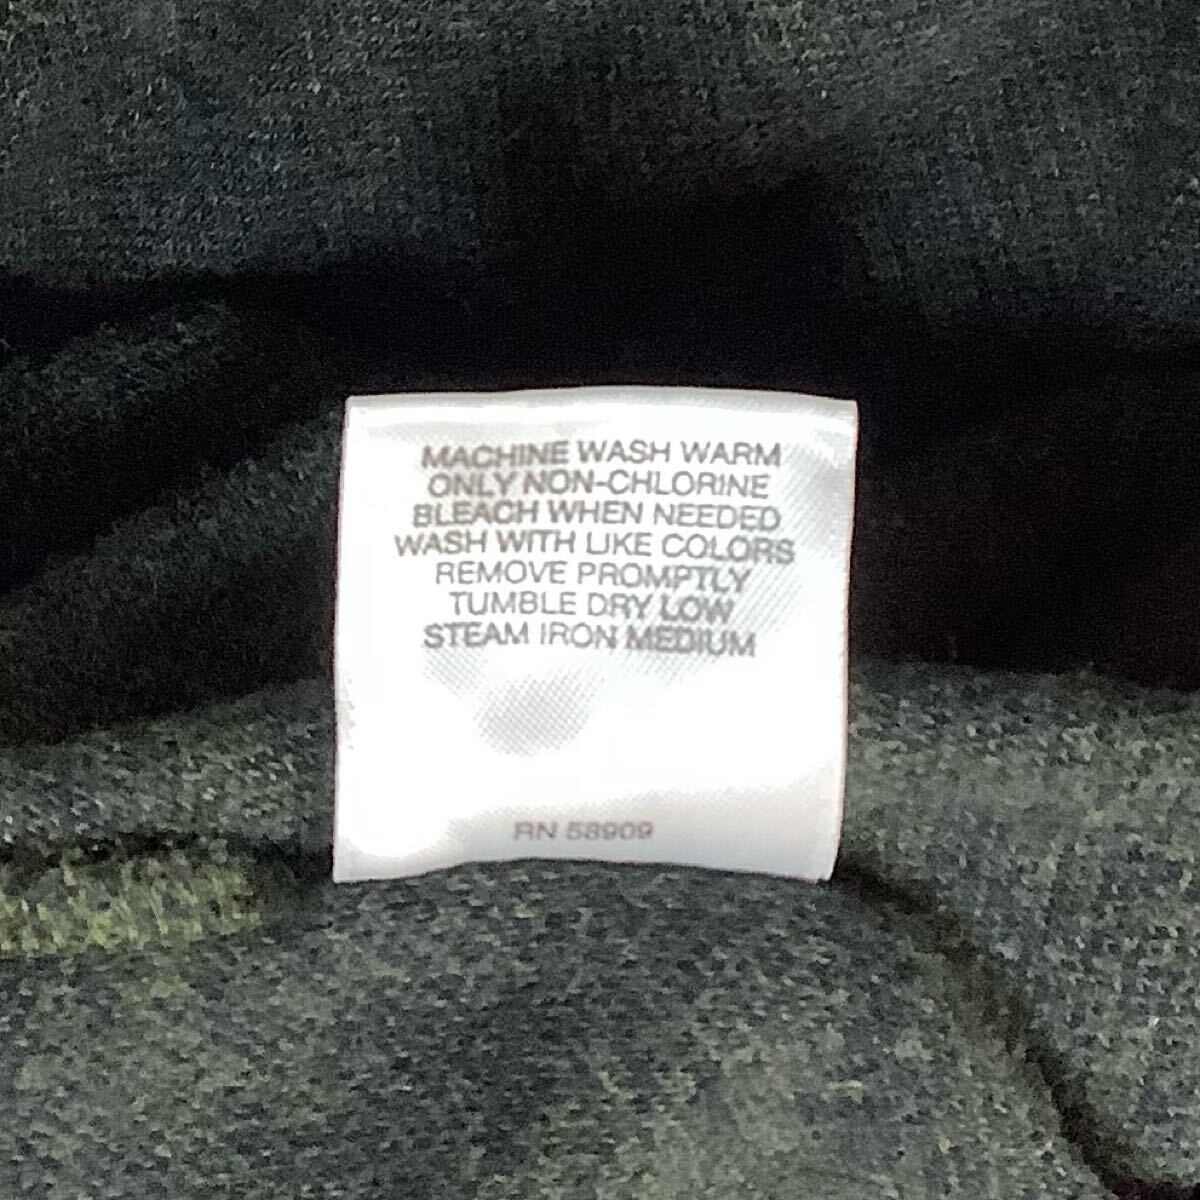 MACHINE WASH WARM
ONLY NON-CHLORINE
BLEACH WHEN NEEDED
WASH WITH LIKE COLORS
REMOVE PROMPTLY
TUMBLE DRY LOW
STEAM IRON MEDIUM
RN 58909